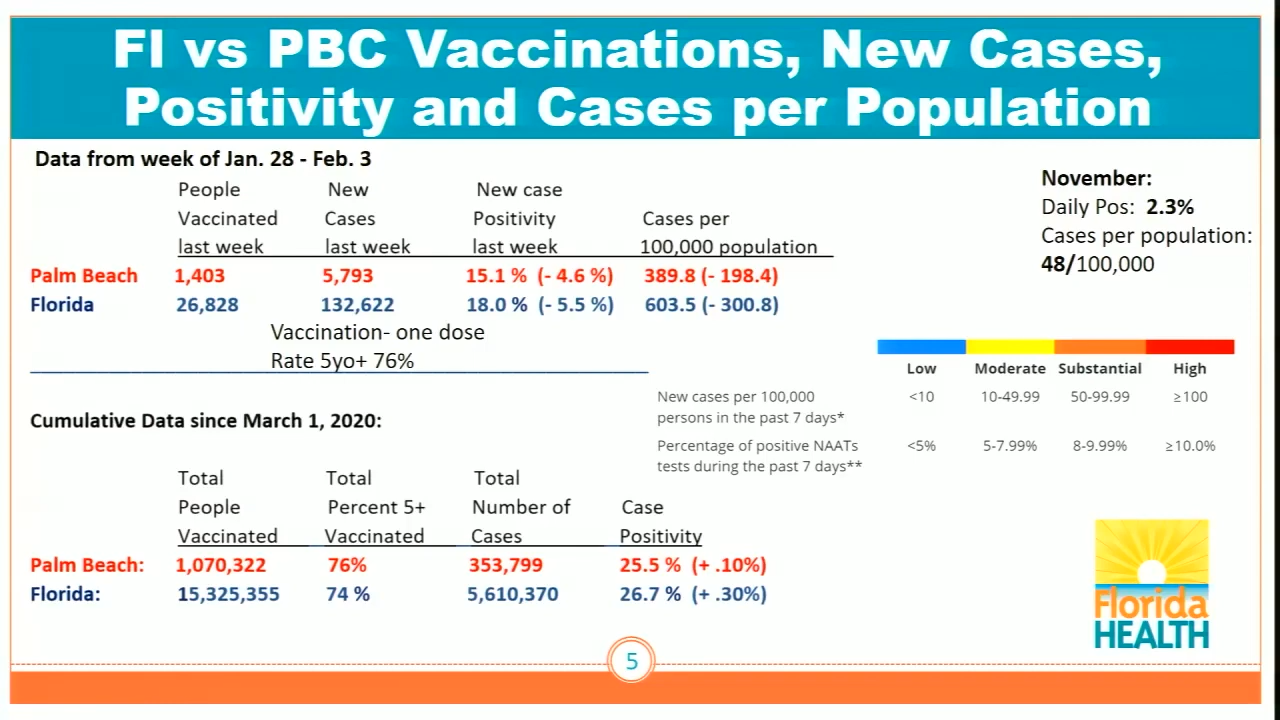 FI vs PBC Vaccinations, New Cases,
Positivity and Cases per Population
Data from week of Jan. 28 - Feb. 3
People New New case
Vaccinated Cases Positivity Cases per
last week last week last week 100,000 population
Palm Beach 1,403 5,793 15.1 % (- 4.6 %) 389.8 (- 198.4)
Florida 26,828 132,622 18.0 % (- 5.5 %) 603.5 (- 300.8)
Vaccination- one dose
Rate 5yo+ 76%
November:
Daily Pos: 2.3%
Cases per population:
48/100,000
Low Moderate Substantial High
New cases per 100,000 <10 10-49.99 50-99.99 ≥100
persons in the past 7 days*
Percentage of positive NAATs <5% 5-7.99% 8-9.99% ≥10.0%
tests during the past 7 days**
Cumulative Data since March 1, 2020:
Total Total Total
People Percent 5+ Number of Case
Vaccinated Vaccinated Cases Positivity
Palm Beach: 1,070,322 76% 353,799 25.5 % (+ .10%)
Florida: 15,325,355 74 % 5,610,370 26.7 % (+ .30%)
Florida
HEALTH
5